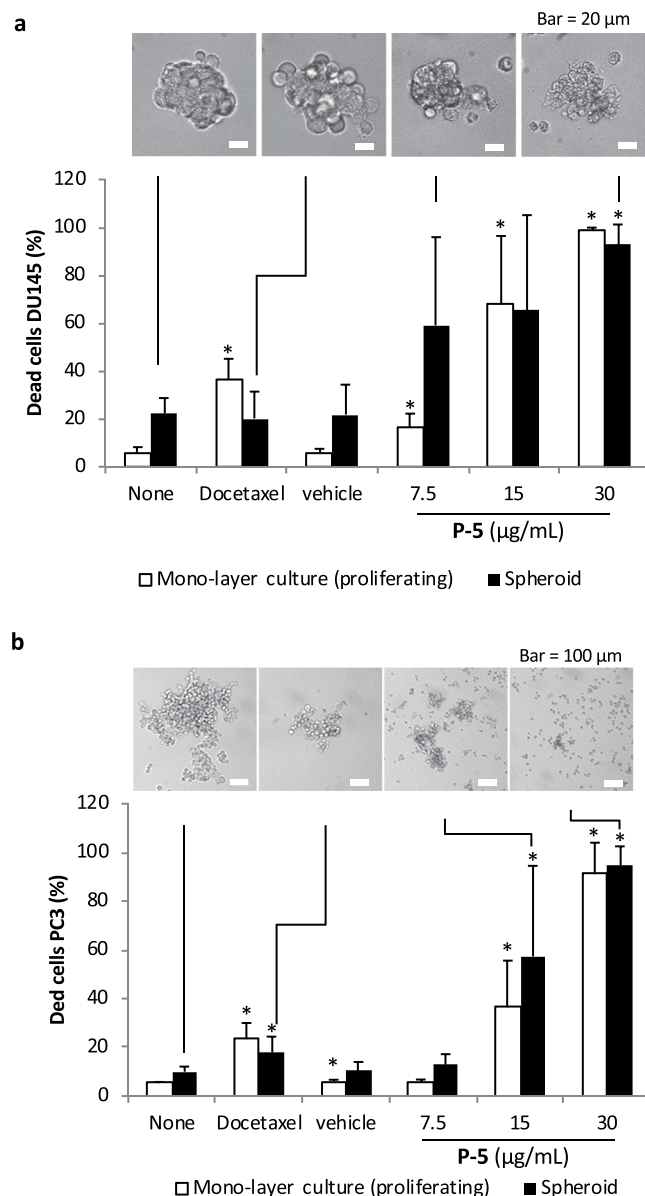 a
Bar = 20 µm
120
100
80
60
40
20
0
Dead cells DU145 (%)
*
*
*
*
*
None Docetaxel vehicle 7.5 15 30
P-5 (µg/mL)
Mono-layer culture (proliferating) Spheroid
b
Bar = 100 µm
120
100
80
60
40
20
0
Ded cells PC3 (%)
*
*
*
*
*
*
*
None Docetaxel vehicle 7.5 15 30
P-5 (µg/mL)
Mono-layer culture (proliferating) Spheroid